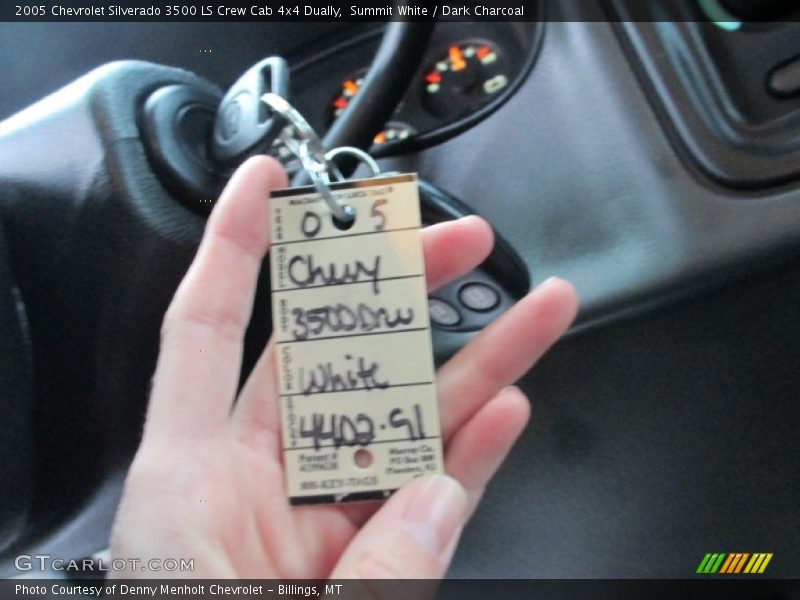 2005 Chevrolet Silverado 3500 LS Crew Cab 4x4 Dually,  Summit White / Dark Charcoal
0 5
Chevy
3500 Drw
White
COLOR
4402.91
GTCARLOT.COM
Photo Courtesy of Denny Menholt Chevrolet – Billings, MT